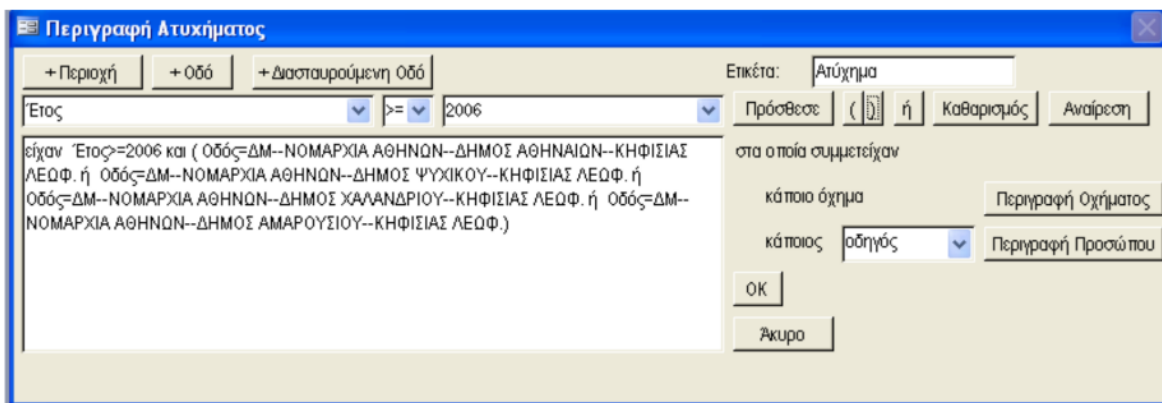 Περιγραφή Ατυχήματος
+Περιοχή +Οδό +Διασταυρούμενη Οδό Ετικέτα: Ατύχημα
Έτος >= 2006 Πρόσθεσε ( ) ή Καθαρισμός Αναίρεση
είχαν Έτος>=2006 και ( Οδός=ΔΜ--ΝΟΜΑΡΧΙΑ ΑΘΗΝΩΝ--ΔΗΜΟΣ ΑΘΗΝΑΙΩΝ--ΚΗΦΙΣΙΑΣ
ΛΕΩΦ. ή Οδός=ΔΜ--ΝΟΜΑΡΧΙΑ ΑΘΗΝΩΝ--ΔΗΜΟΣ ΨΥΧΙΚΟΥ--ΚΗΦΙΣΙΑΣ ΛΕΩΦ. ή
Οδός=ΔΜ--ΝΟΜΑΡΧΙΑ ΑΘΗΝΩΝ--ΔΗΜΟΣ ΧΑΛΑΝΔΡΙΟΥ--ΚΗΦΙΣΙΑΣ ΛΕΩΦ. ή Οδός=ΔΜ--
ΝΟΜΑΡΧΙΑ ΑΘΗΝΩΝ--ΔΗΜΟΣ ΑΜΑΡΟΥΣΙΟΥ--ΚΗΦΙΣΙΑΣ ΛΕΩΦ.)
στα οποία συμμετείχαν
κάποιο όχημα Περιγραφή Οχήματος
κάποιος οδηγός Περιγραφή Προσώπου
OK
Άκυρο